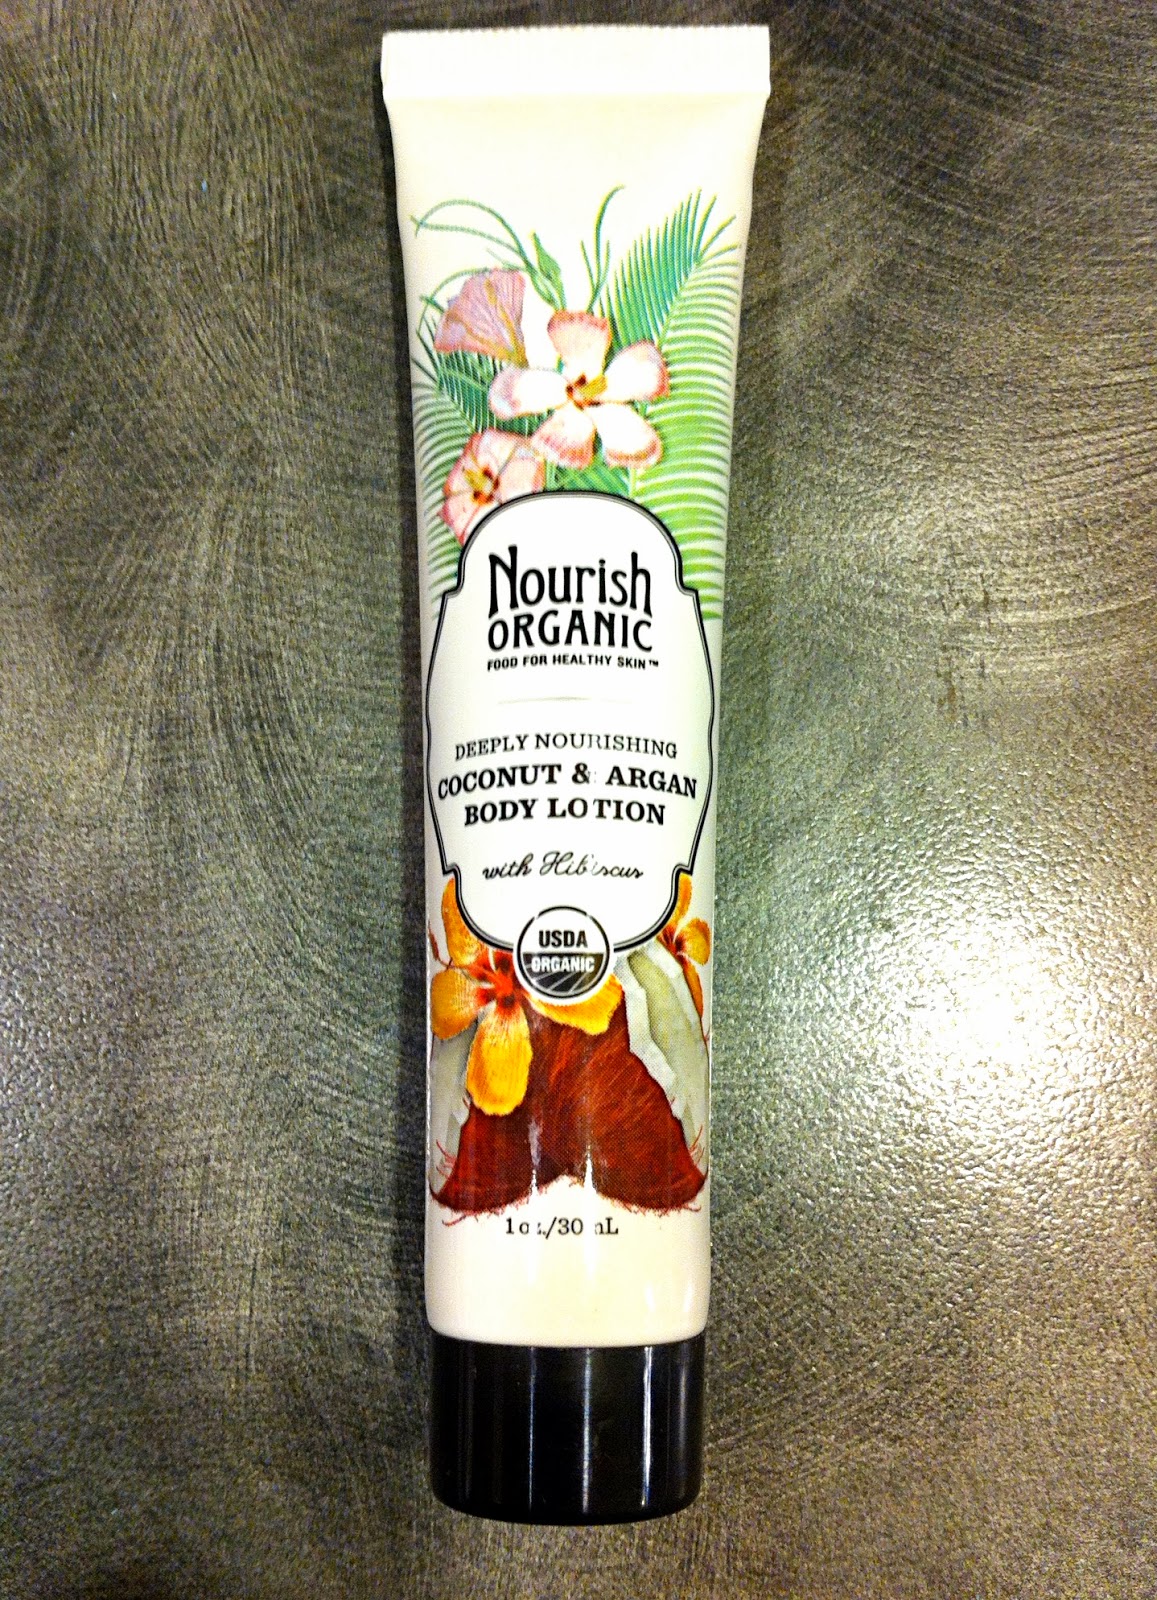 Nourish
ORGANIC
FOOD FOR HEALTHY SKIN™
DEEPLY NOURISHING
COCONUT & ARGAN
BODY LOTION
with Hibiscus
USDA
ORGANIC
1 oz./30 mL